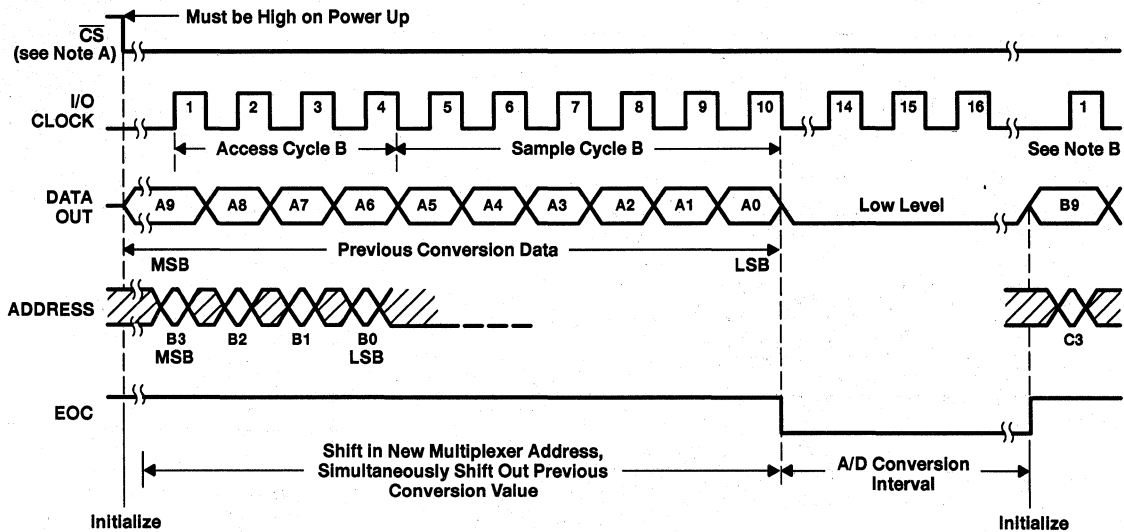 Must be High on Power Up
CS
(see Note A)
I/O
CLOCK
1 2 3 4 5 6 7 8 9 10 14 15 16 1
Access Cycle B
Sample Cycle B
See Note B
DATA
OUT
A9 A8 A7 A6 A5 A4 A3 A2 A1 A0 Low Level B9
Previous Conversion Data
MSB
LSB
ADDRESS
B3 B2 B1 B0 C3
MSB
LSB
EOC
Shift in New Multiplexer Address,
Simultaneously Shift Out Previous
Conversion Value
A/D Conversion
Interval
Initialize
Initialize